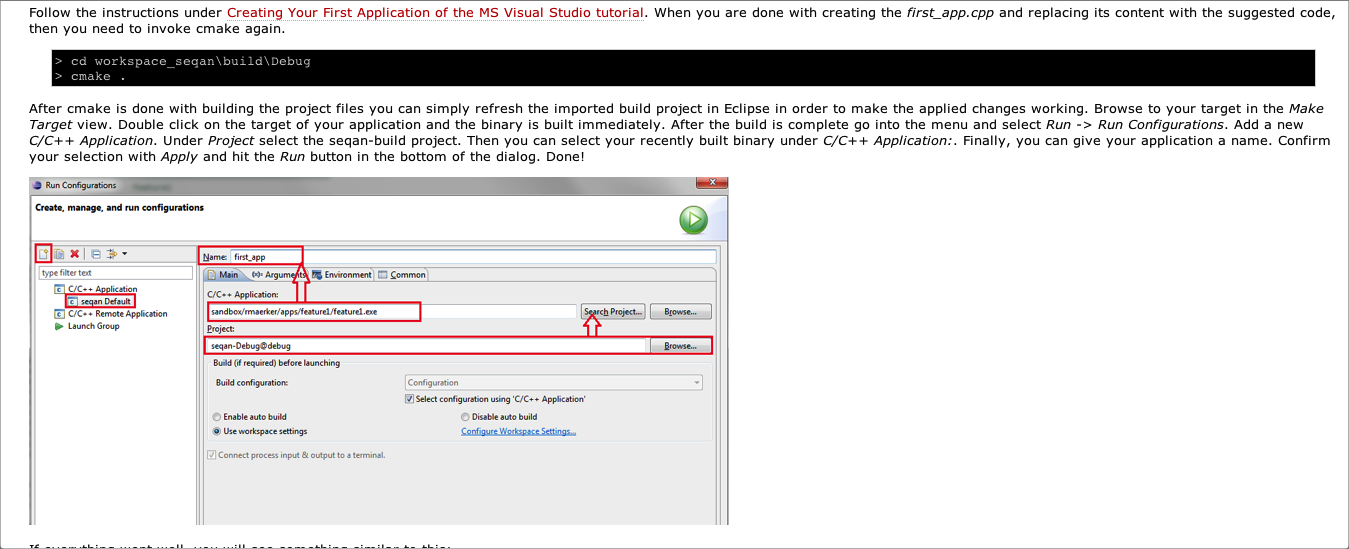 Follow the instructions under Creating Your First Application of the MS Visual Studio tutorial. When you are done with creating the first_app.cpp and replacing its content with the suggested code,
then you need to invoke cmake again.
> cd workspace_seqan\build\Debug
> cmake .
After cmake is done with building the project files you can simply refresh the imported build project in Eclipse in order to make the applied changes working. Browse to your target in the Make
Target view. Double click on the target of your application and the binary is built immediately. After the build is complete go into the menu and select Run -> Run Configurations. Add a new
C/C++ Application. Under Project select the seqan-build project. Then you can select your recently built binary under C/C++ Application:. Finally, you can give your application a name. Confirm
your selection with Apply and hit the Run button in the bottom of the dialog. Done!
Run Configurations
Create, manage, and run configurations
type filter text
C/C++ Application
seqan Default
C/C++ Remote Application
Launch Group
Name: first_app
Main Arguments Environment Common
C/C++ Application:
sandbox/rmaerker/apps/feature1/feature1.exe Search Project... Browse...
Project:
seqan-Debug@debug Browse...
Build (if required) before launching
Build configuration: Configuration
Select configuration using 'C/C++ Application'
Enable auto build Disable auto build
Use workspace settings Configure Workspace Settings...
Connect process input & output to a terminal.
If everything went well, you will see something similar to this: